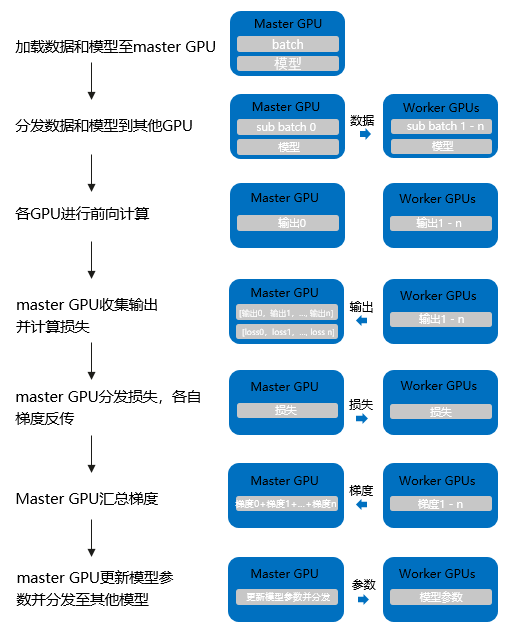 Master GPU
加载数据和模型至master GPU
batch
模型
分发数据和模型到其他GPU
Master GPU
sub batch 0
模型
数据
Worker GPUs
sub batch 1 - n
模型
各GPU进行前向计算
Master GPU
输出0
Worker GPUs
输出1 - n
master GPU收集输出
并计算损失
Master GPU
[输出0，输出1，...，输出n]
[loss0，loss1，...，loss n]
输出
Worker GPUs
输出1 - n
master GPU分发损失，各自
梯度反传
Master GPU
损失
损失
Worker GPUs
损失
Master GPU汇总梯度
Master GPU
梯度0+梯度1+...+梯度n
梯度
Worker GPUs
梯度1 - n
master GPU更新模型参
数并分发至其他模型
Master GPU
更新模型参数并分发
参数
Worker GPUs
模型参数